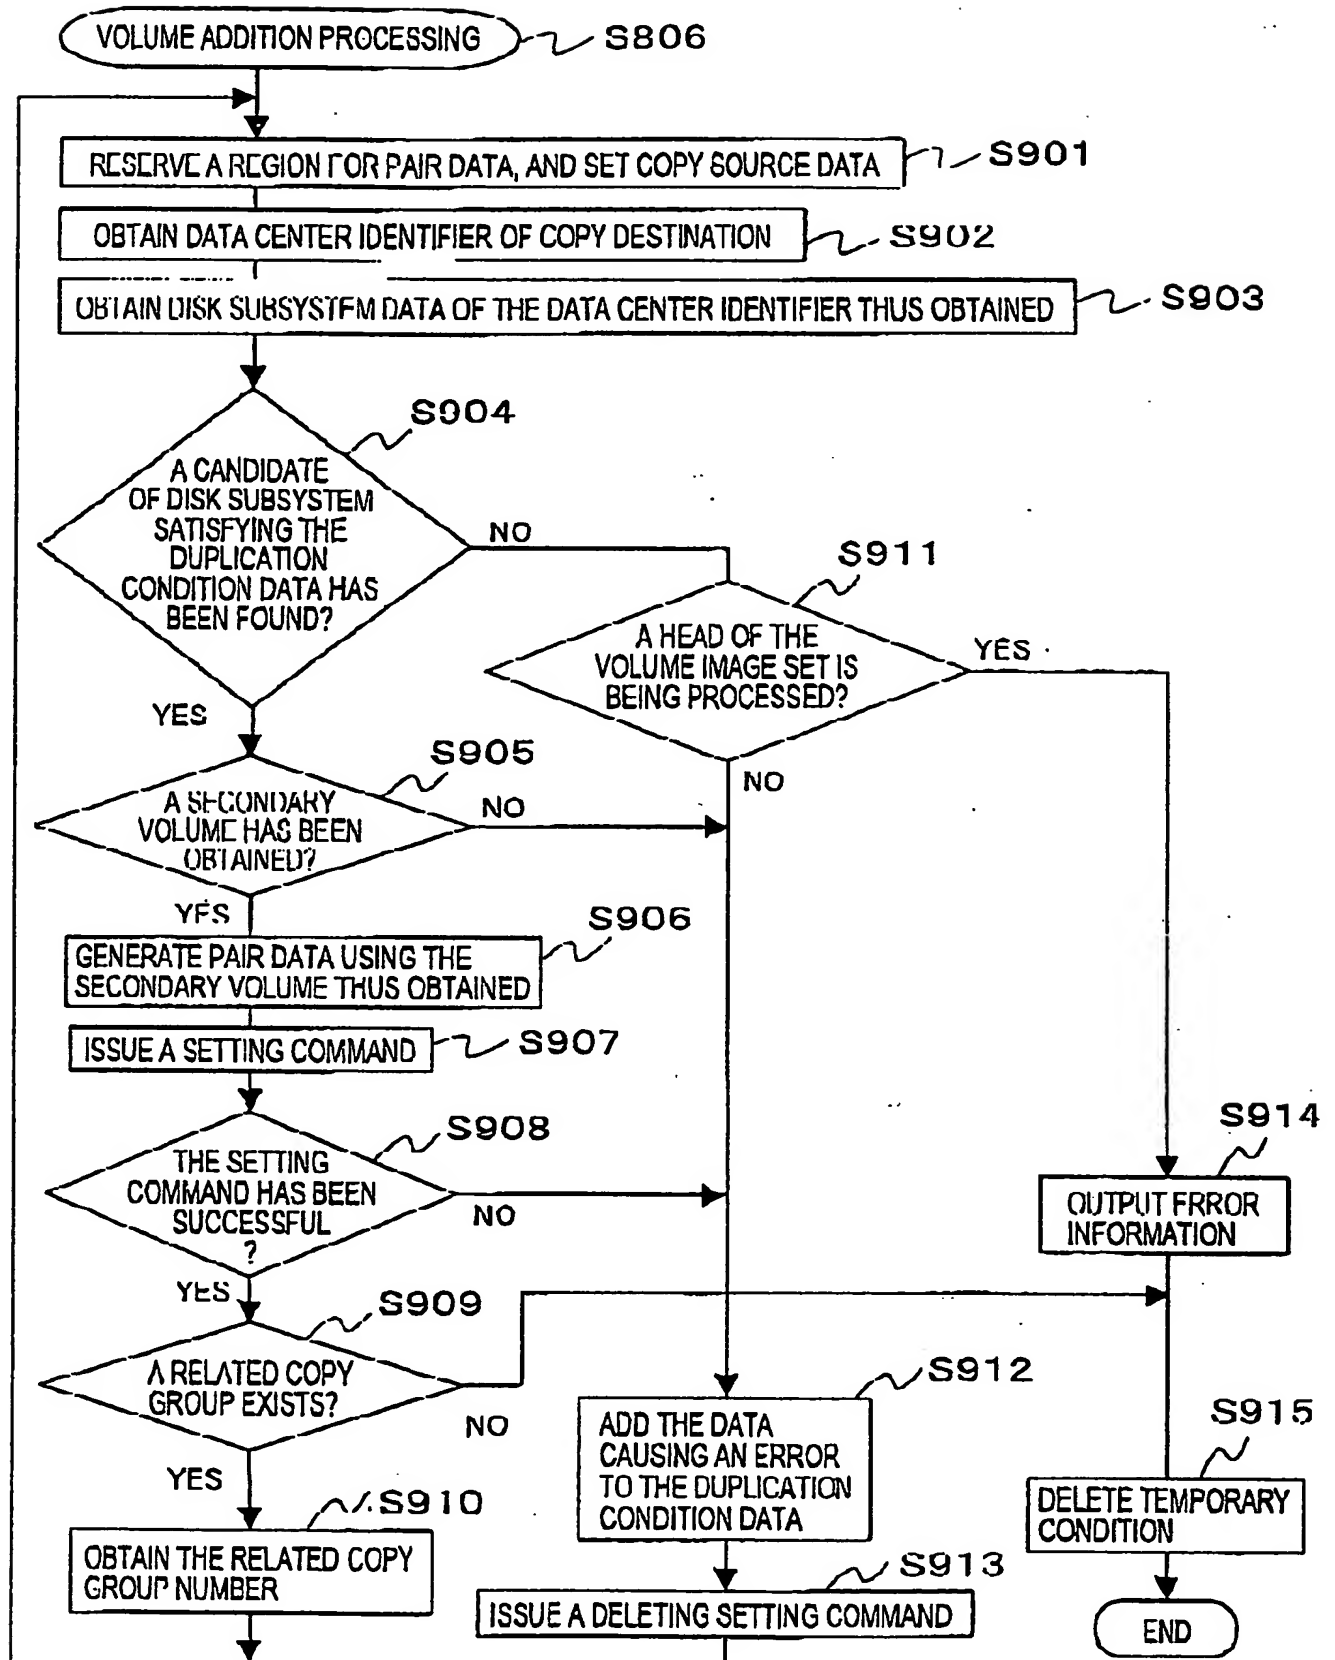 VOLUME ADDITION PROCESSING
S806
RESERVE A REGION FOR PAIR DATA, AND SET COPY SOURCE DATA
S901
OBTAIN DATA CENTER IDENTIFIER OF COPY DESTINATION
S902
OBTAIN DISK SUBSYSTEM DATA OF THE DATA CENTER IDENTIFIER THUS OBTAINED
S903
S904
A CANDIDATE
OF DISK SUBSYSTEM
SATISFYING THE
DUPLICATION
CONDITION DATA HAS
BEEN FOUND?
NO
YES
S911
A HEAD OF THE
VOLUME IMAGE SET IS
BEING PROCESSED?
YES
NO
S905
A SECONDARY
VOLUME HAS BEEN
OBTAINED?
NO
YES
S906
GENERATE PAIR DATA USING THE
SECONDARY VOLUME THUS OBTAINED
ISSUE A SETTING COMMAND
S907
S908
THE SETTING
COMMAND HAS BEEN
SUCCESSFUL
?
NO
YES
S914
OUTPUT ERROR
INFORMATION
S909
A RELATED COPY
GROUP EXISTS?
NO
YES
S912
ADD THE DATA
CAUSING AN ERROR
TO THE DUPLICATION
CONDITION DATA
S915
DELETE TEMPORARY
CONDITION
S910
OBTAIN THE RELATED COPY
GROUP NUMBER
S913
ISSUE A DELETING SETTING COMMAND
END